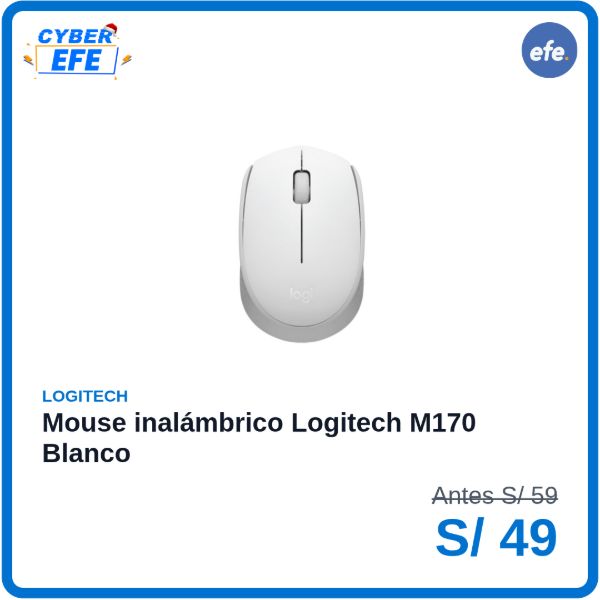 CYBER
EFE
efe.
logi
LOGITECH
Mouse inalámbrico Logitech M170
Blanco
Antes S/ 59
S/ 49